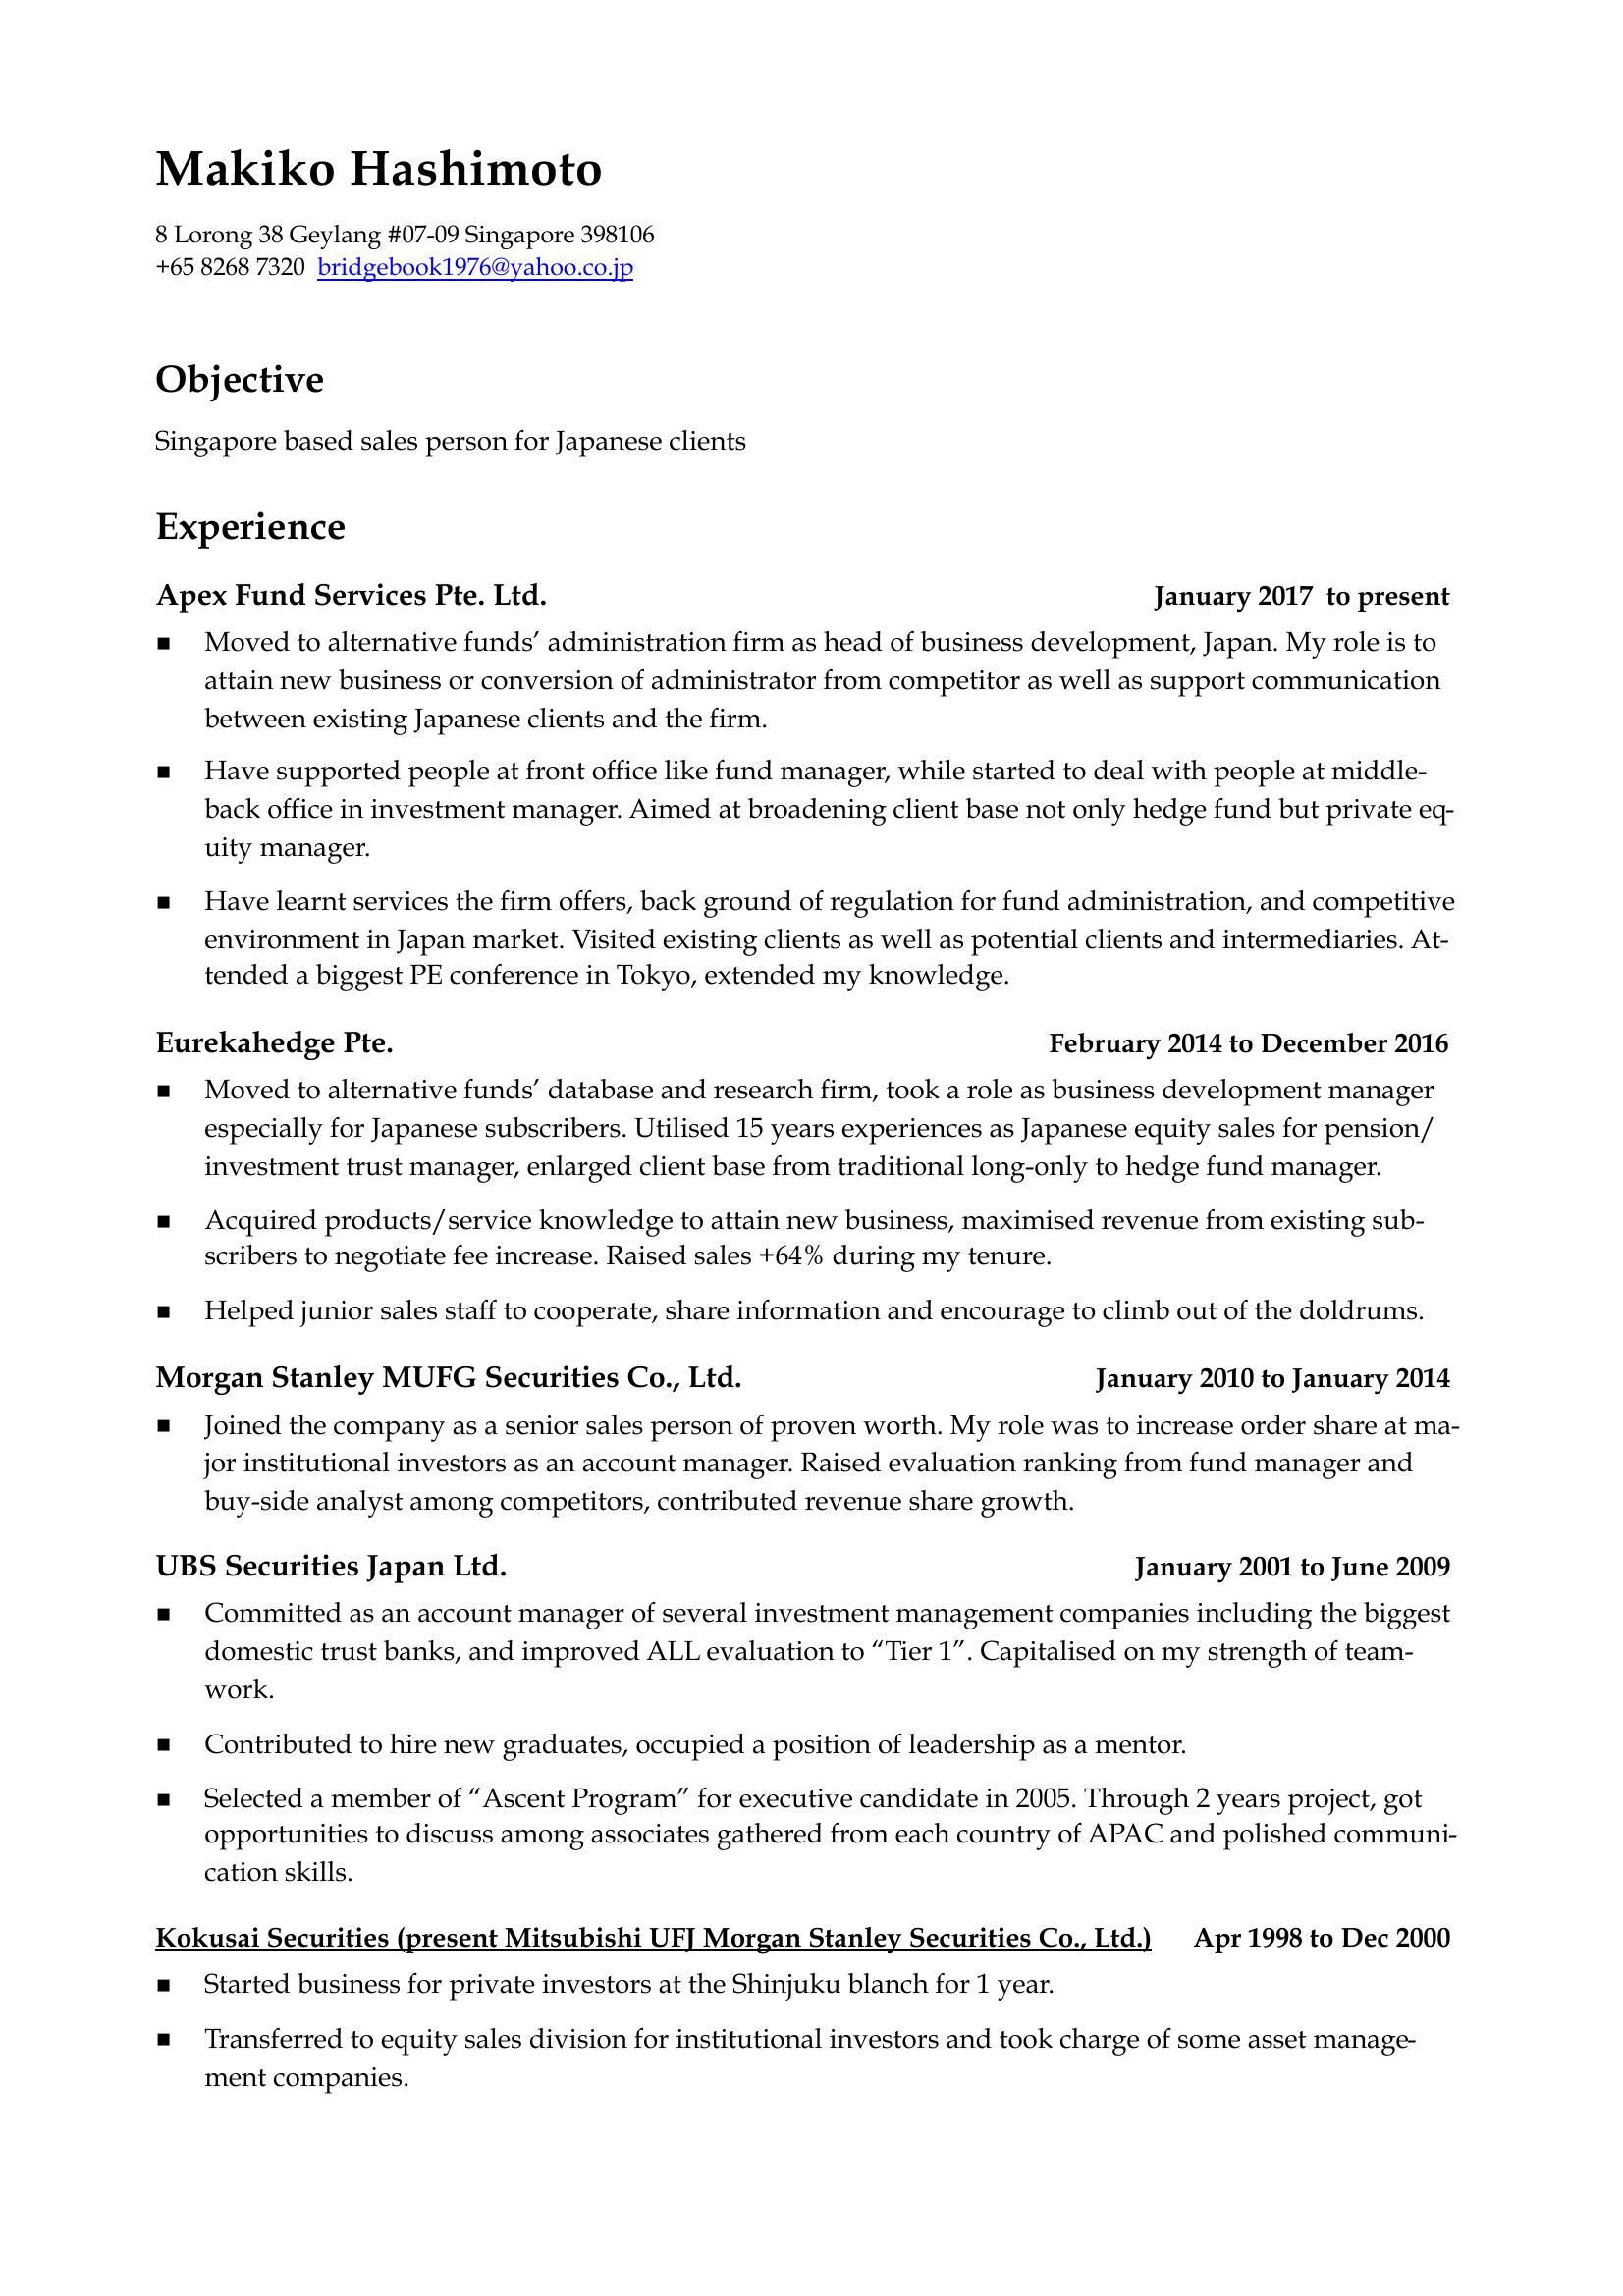 Makiko Hashimoto
8 Lorong 38 Geylang #07-09 Singapore 398106
+65 8268 7320 bridgebook1976@yahoo.co.jp
Objective
Singapore based sales person for Japanese clients
Experience
Apex Fund Services Pte. Ltd. January 2017 to present
▪ Moved to alternative funds’ administration firm as head of business development, Japan. My role is to
attain new business or conversion of administrator from competitor as well as support communication
between existing Japanese clients and the firm.
▪ Have supported people at front office like fund manager, while started to deal with people at middle-
back office in investment manager. Aimed at broadening client base not only hedge fund but private eq-
uity manager.
▪ Have learnt services the firm offers, back ground of regulation for fund administration, and competitive
environment in Japan market. Visited existing clients as well as potential clients and intermediaries. At-
tended a biggest PE conference in Tokyo, extended my knowledge.
Eurekahedge Pte. February 2014 to December 2016
▪ Moved to alternative funds’ database and research firm, took a role as business development manager
especially for Japanese subscribers. Utilised 15 years experiences as Japanese equity sales for pension/
investment trust manager, enlarged client base from traditional long-only to hedge fund manager.
▪ Acquired products/service knowledge to attain new business, maximised revenue from existing sub-
scribers to negotiate fee increase. Raised sales +64% during my tenure.
▪ Helped junior sales staff to cooperate, share information and encourage to climb out of the doldrums.
Morgan Stanley MUFG Securities Co., Ltd. January 2010 to January 2014
▪ Joined the company as a senior sales person of proven worth. My role was to increase order share at ma-
jor institutional investors as an account manager. Raised evaluation ranking from fund manager and
buy-side analyst among competitors, contributed revenue share growth.
UBS Securities Japan Ltd. January 2001 to June 2009
▪ Committed as an account manager of several investment management companies including the biggest
domestic trust banks, and improved ALL evaluation to “Tier 1”. Capitalised on my strength of team-
work.
▪ Contributed to hire new graduates, occupied a position of leadership as a mentor.
▪ Selected a member of “Ascent Program” for executive candidate in 2005. Through 2 years project, got
opportunities to discuss among associates gathered from each country of APAC and polished communi-
cation skills.
Kokusai Securities (present Mitsubishi UFJ Morgan Stanley Securities Co., Ltd.) Apr 1998 to Dec 2000
▪ Started business for private investors at the Shinjuku blanch for 1 year.
▪ Transferred to equity sales division for institutional investors and took charge of some asset manage-
ment companies.